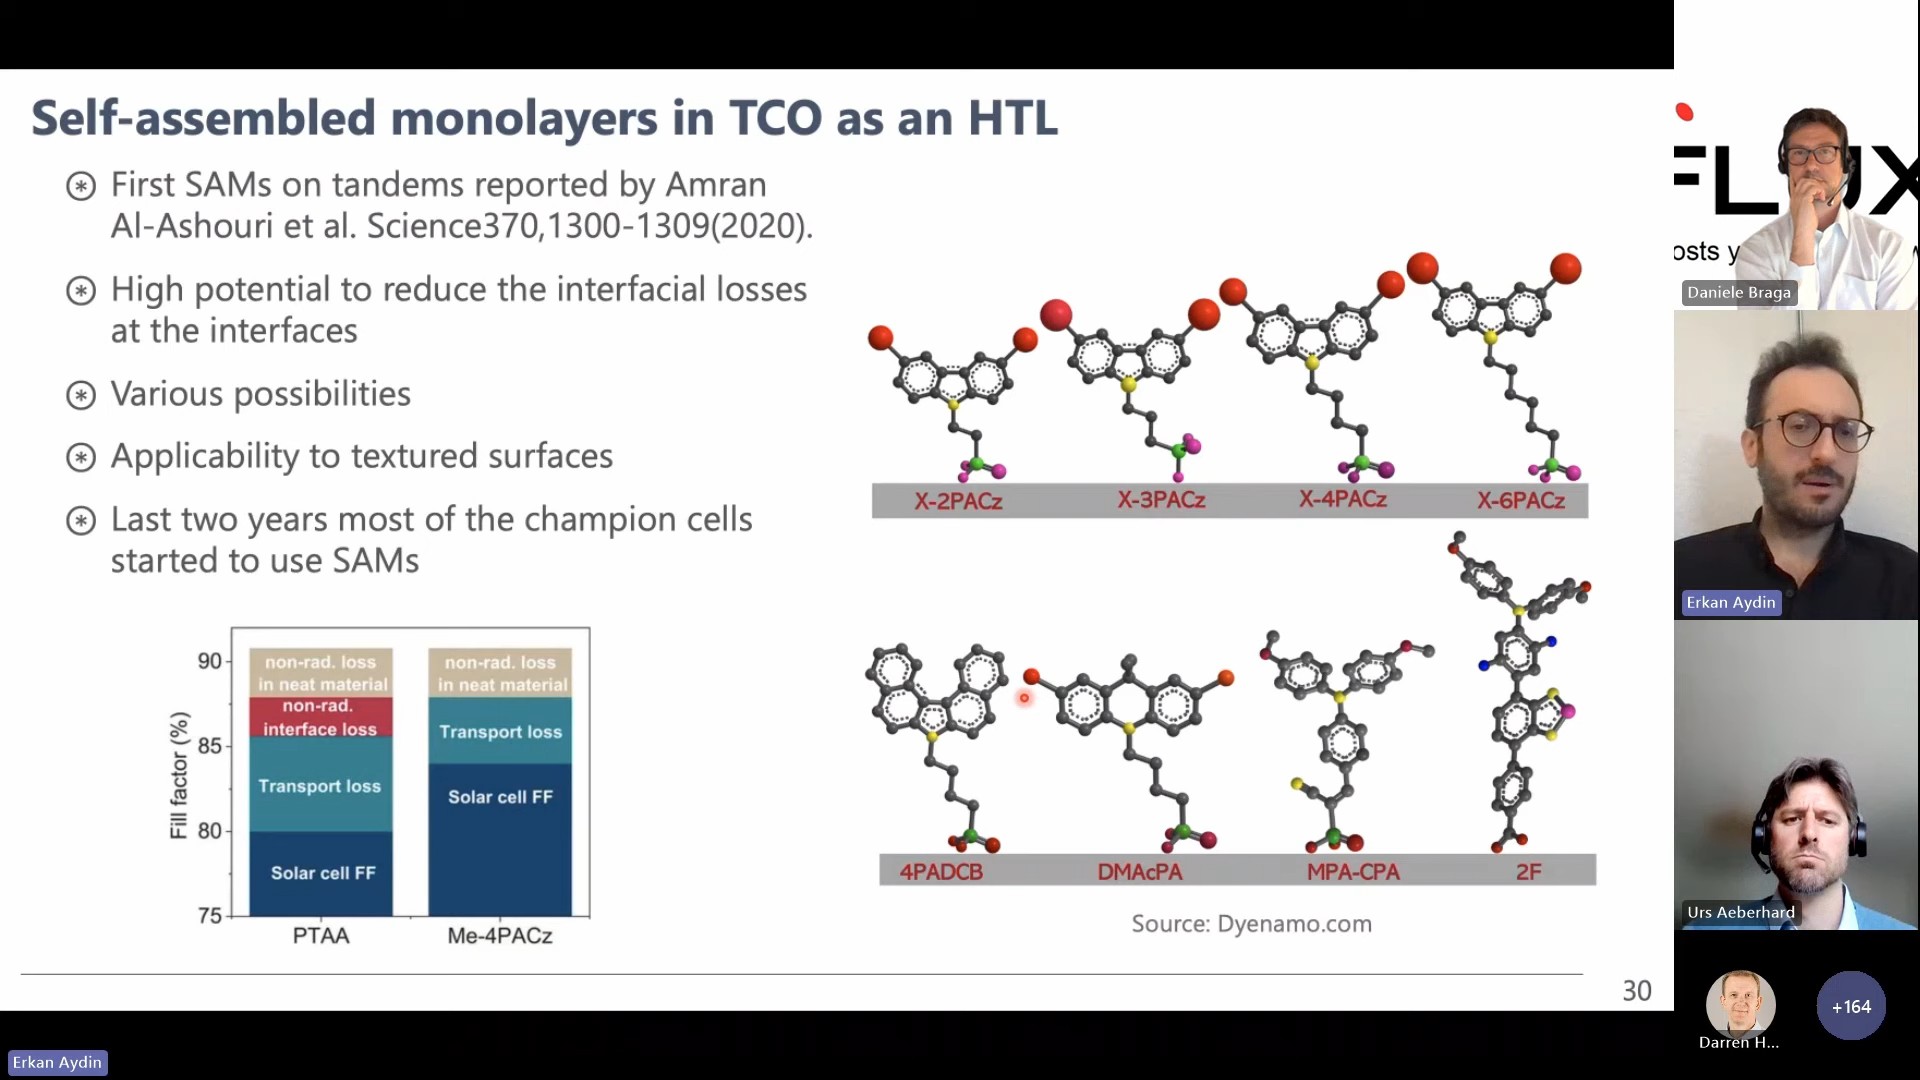 Self-assembled monolayers in TCO as an HTL
First SAMs on tandems reported by Amran
Al-Ashouri et al. Science370,1300-1309(2020).
High potential to reduce the interfacial losses
at the interfaces
Various possibilities
Applicability to textured surfaces
Last two years most of the champion cells
started to use SAMs
Fill factor (%)
90
85
80
75
non-rad. loss
in neat material
non-rad.
interface loss
Transport loss
Solar cell FF
PTAA
non-rad. loss
in neat material
Transport loss
Solar cell FF
Me-4PACz
X-2PACz
X-3PACz
X-4PACz
X-6PACz
4PADCB
DMAcPA
MPA-CPA
2F
Source: Dyenamo.com
30
Erkan Aydin
FLUX
osts y
Daniele Braga
Erkan Aydin
Urs Aeberhard
Darren H...
+164